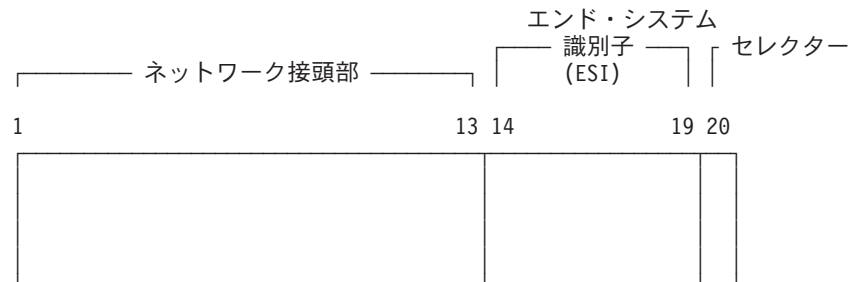 エンド・システム
識別子
セレクター
ネットワーク接頭部
(ESI)
1 13 14 19 20